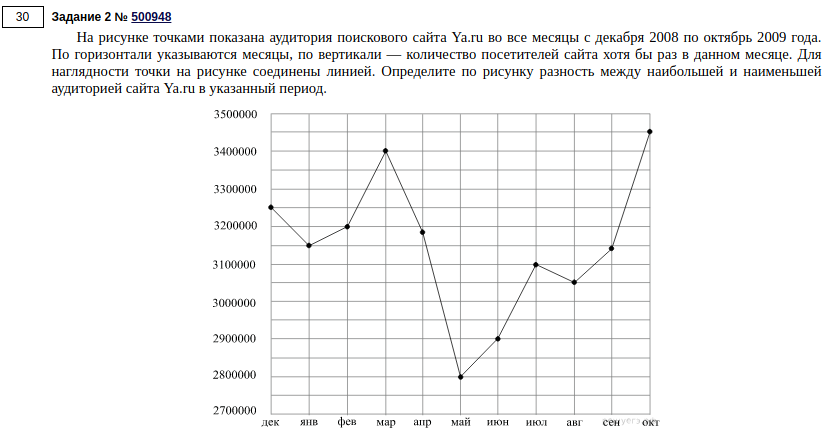 30
Задание 2 № 500948
На рисунке точками показана аудитория поискового сайта Ya.ru во все месяцы с декабря 2008 по октябрь 2009 года.
По горизонтали указываются месяцы, по вертикали — количество посетителей сайта хотя бы раз в данном месяце. Для
наглядности точки на рисунке соединены линией. Определите по рисунку разность между наибольшей и наименьшей
аудиторией сайта Ya.ru в указанный период.
3500000
3400000
3300000
3200000
3100000
3000000
2900000
2800000
2700000
дек янв фев мар апр май июн июл авг сен окт